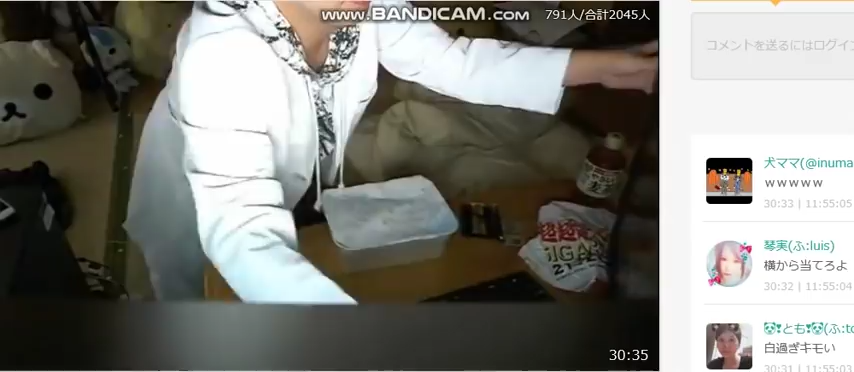 www.BANDICAM.com
791人/合計2045人
コメントを送るにはログイン
犬ママ(@inuma
ｗｗｗｗｗ
30:33 | 11:55:05
琴実(ふ:luis)
横から当てろよ
30:32 | 11:55:04
🐼❣とも❣🐼(ふ:to
白過ぎキモい
30:31 | 11:55:03
30:35